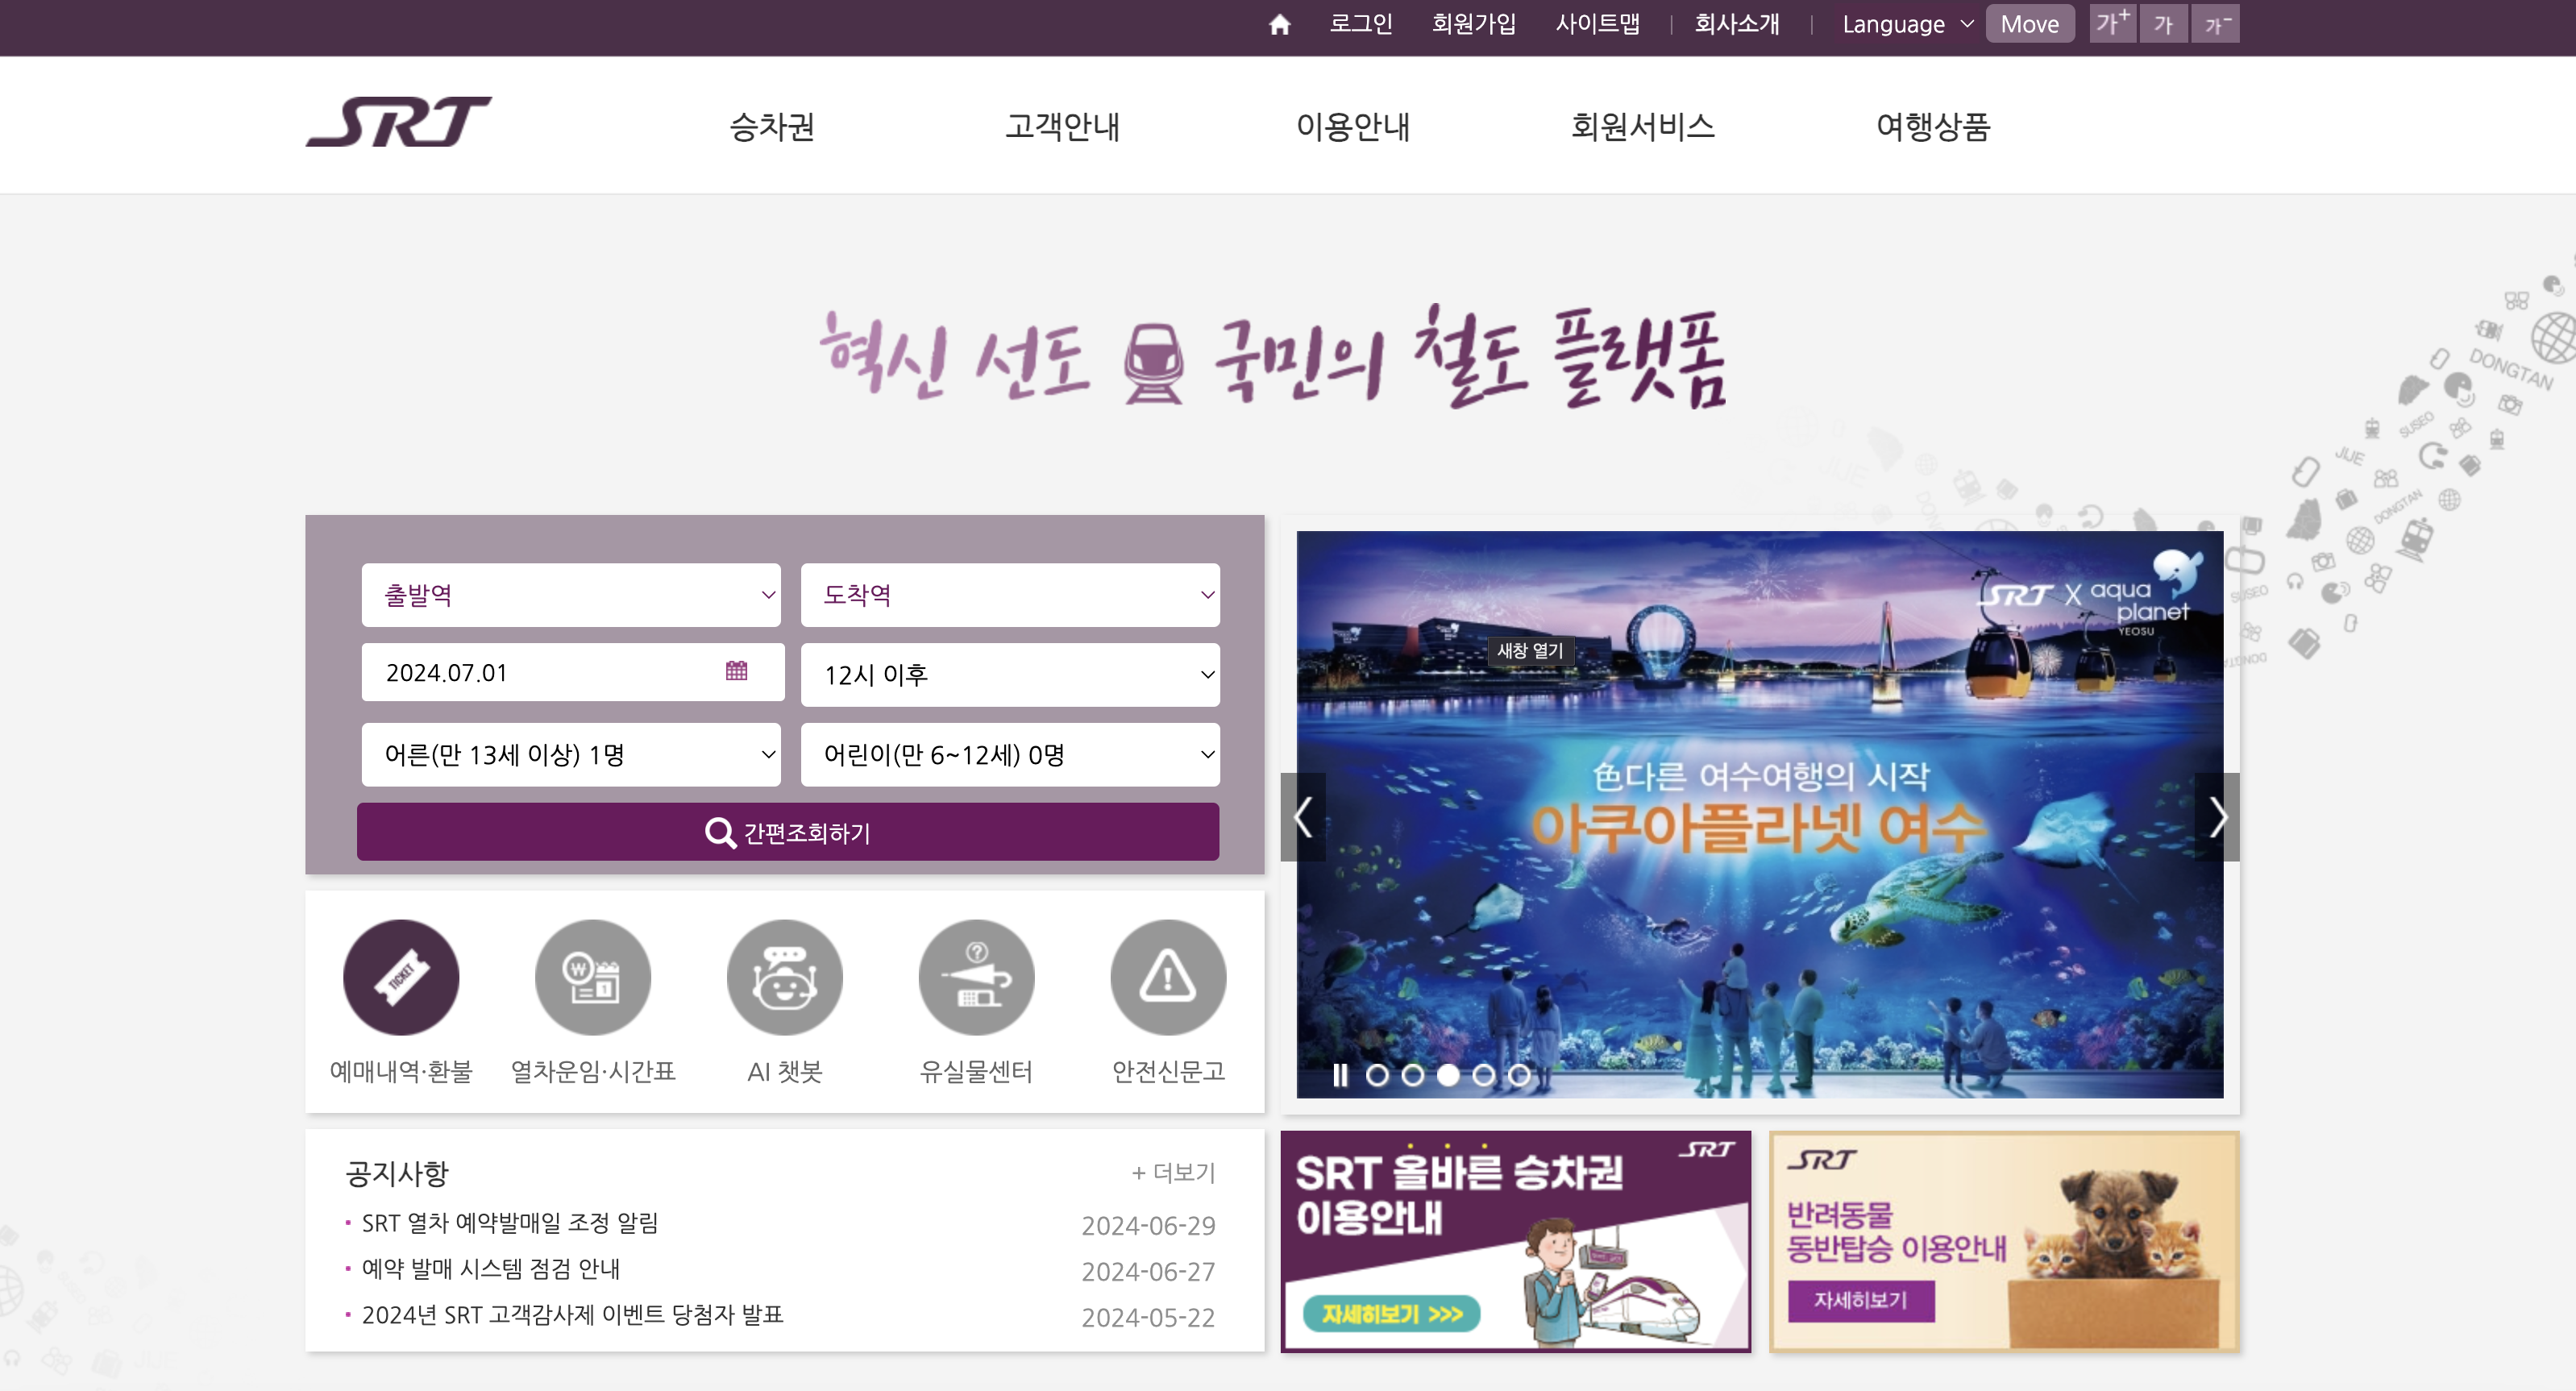 로그인 회원가입 사이트맵 | 회사소개 | Language Move 가+ 가 가-
SRT 승차권 고객안내 이용안내 회원서비스 여행상품
혁신 선도 국민의 철도 플랫폼
출발역 도착역
2024.07.01 12시 이후
어른(만 13세 이상) 1명 어린이(만 6~12세) 0명
간편조회하기
TICKET
₩ 1
?
!
예매내역·환불 열차운임·시간표 AI 챗봇 유실물센터 안전신문고
공지사항 + 더보기
SRT 열차 예약발매일 조정 알림 2024-06-29
예약 발매 시스템 점검 안내 2024-06-27
2024년 SRT 고객감사제 이벤트 당첨자 발표 2024-05-22
SRT X aqua planet
YEOSU
새창 열기
色다른 여수여행의 시작
아쿠아플라넷 여수
SRT
SRT 올바른 승차권
이용안내
자세히보기 >>>
SRT
반려동물
동반탑승 이용안내
자세히보기
DONGTAN
SUSEO
JIJE
DONGTAN
SUSEO
JIJE